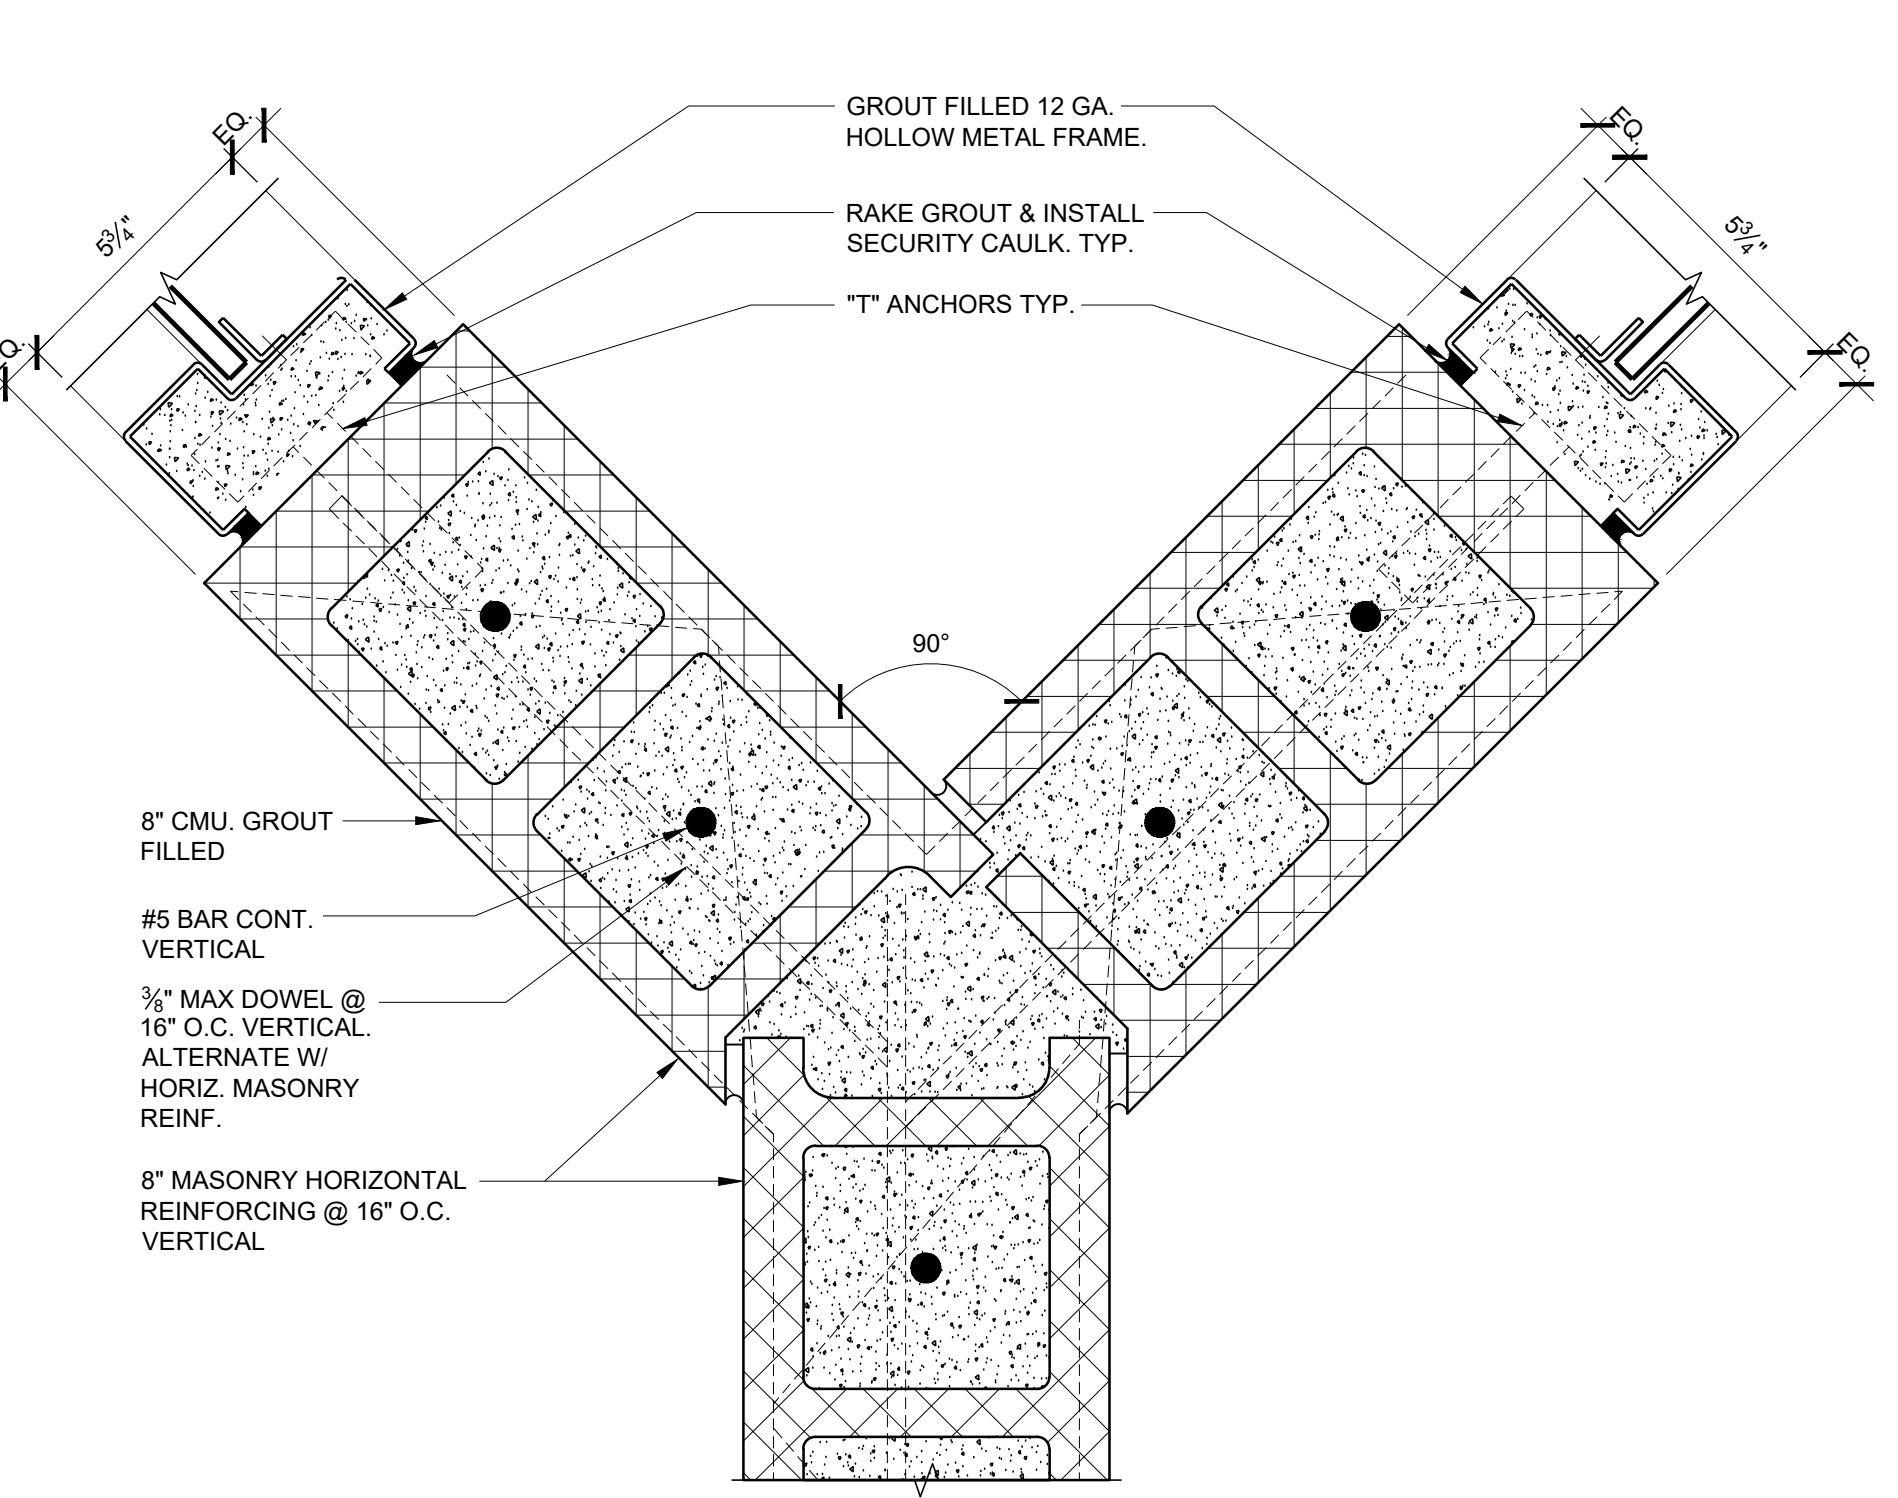 EQ.
EQ.
5¾"
5¾"
Q.
EQ.
GROUT FILLED 12 GA.
HOLLOW METAL FRAME.
RAKE GROUT & INSTALL
SECURITY CAULK. TYP.
"T" ANCHORS TYP.
90°
8" CMU. GROUT
FILLED
#5 BAR CONT.
VERTICAL
⅜" MAX DOWEL @
16" O.C. VERTICAL.
ALTERNATE W/
HORIZ. MASONRY
REINF.
8" MASONRY HORIZONTAL
REINFORCING @ 16" O.C.
VERTICAL